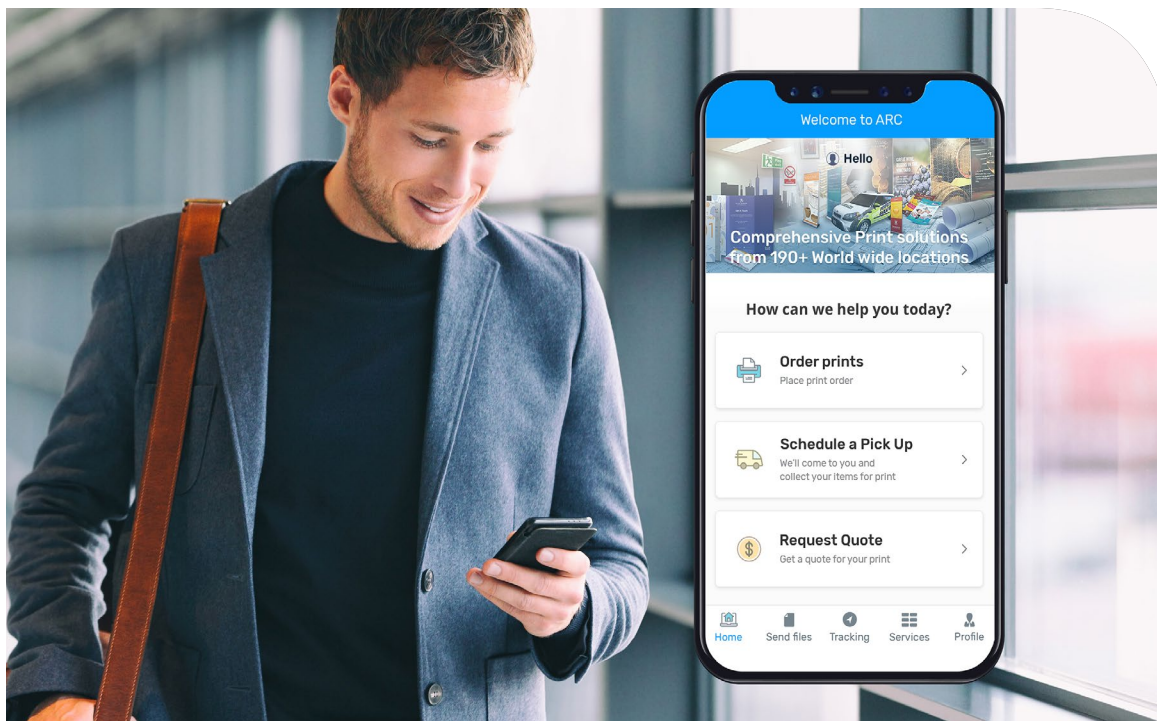 Welcome to ARC
Hello
Comprehensive Print solutions
from 190+ World wide locations
How can we help you today?
Order prints
Place print order
Schedule a Pick Up
We'll come to you and
collect your items for print
Request Quote
Get a quote for your print
Home
Send files
Tracking
Services
Profile